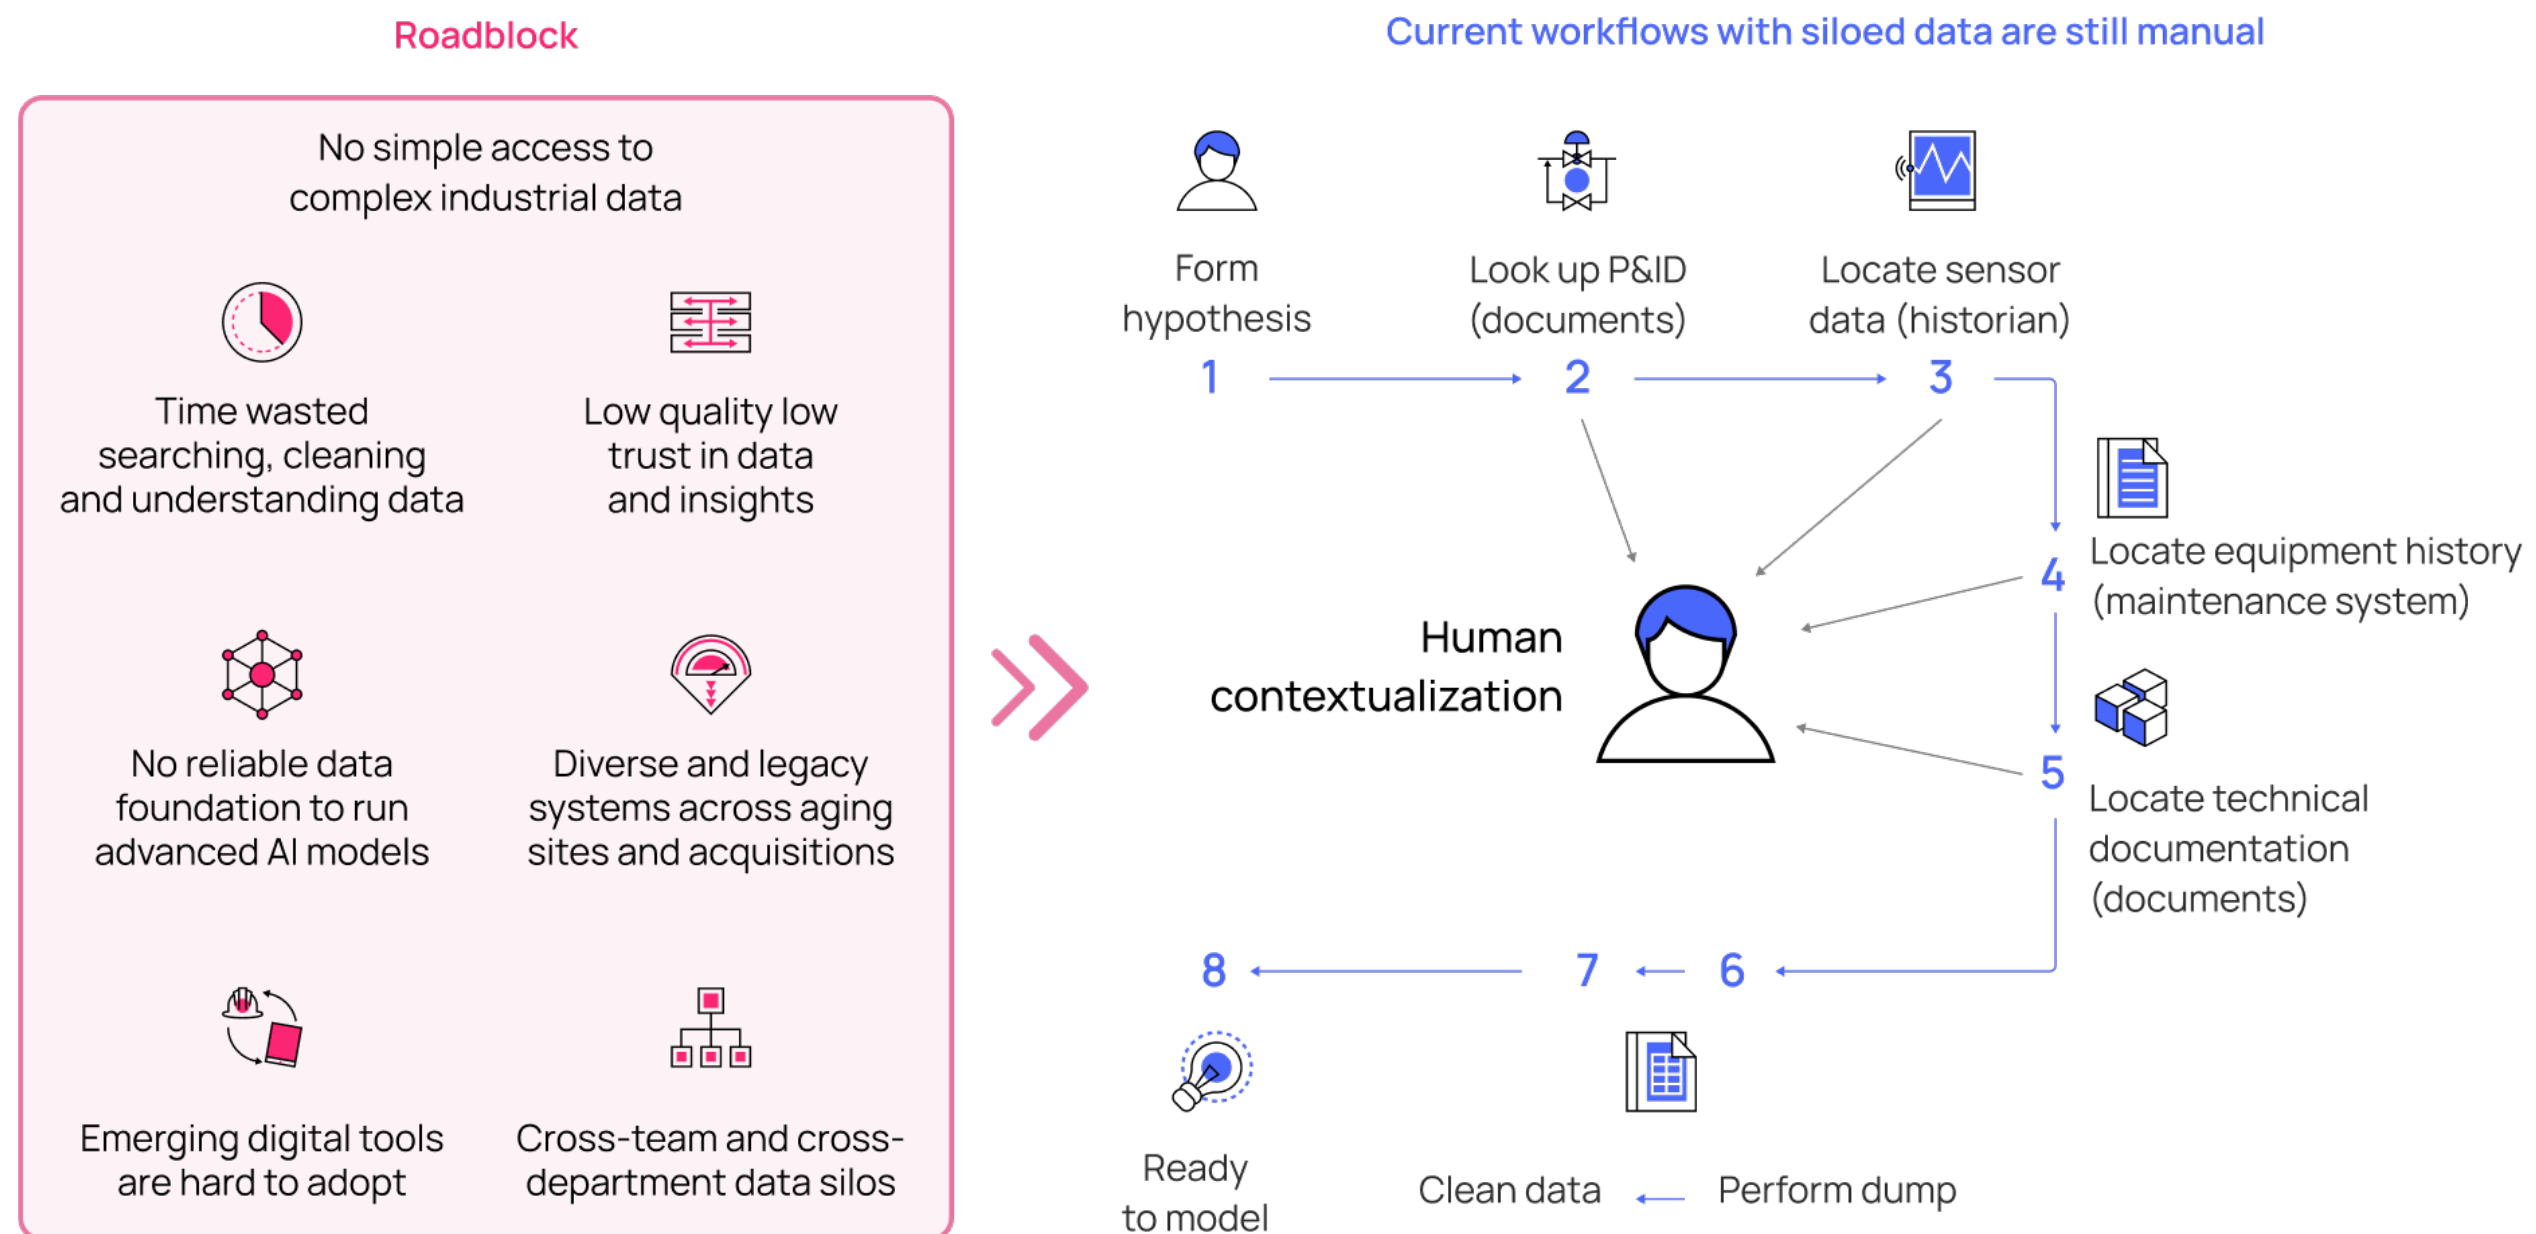 Roadblock
No simple access to
complex industrial data
Time wasted
searching, cleaning
and understanding data
Low quality low
trust in data
and insights
No reliable data
foundation to run
advanced AI models
Diverse and legacy
systems across aging
sites and acquisitions
Emerging digital tools
are hard to adopt
Cross-team and cross-
department data silos
Current workflows with siloed data are still manual
Form
hypothesis
1
Look up P&ID
(documents)
2
Locate sensor
data (historian)
3
4
Locate equipment history
(maintenance system)
5
Locate technical
documentation
(documents)
Human
contextualization
6
Perform dump
7
Clean data
8
Ready
to model